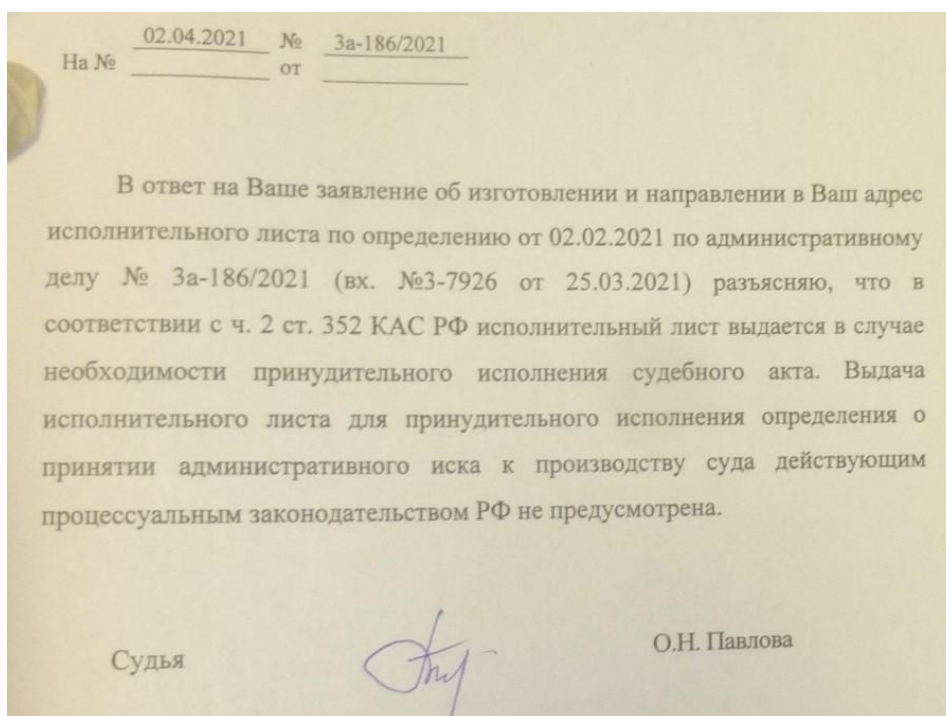 02.04.2021 № 3а-186/2021
На № от
В ответ на Ваше заявление об изготовлении и направлении в Ваш адрес
исполнительного листа по определению от 02.02.2021 по административному
делу № 3а-186/2021 (вх. №3-7926 от 25.03.2021) разъясняю, что в
соответствии с ч. 2 ст. 352 КАС РФ исполнительный лист выдается в случае
необходимости принудительного исполнения судебного акта. Выдача
исполнительного листа для принудительного исполнения определения о
принятии административного иска к производству суда действующим
процессуальным законодательством РФ не предусмотрена.
Судья О.Н. Павлова